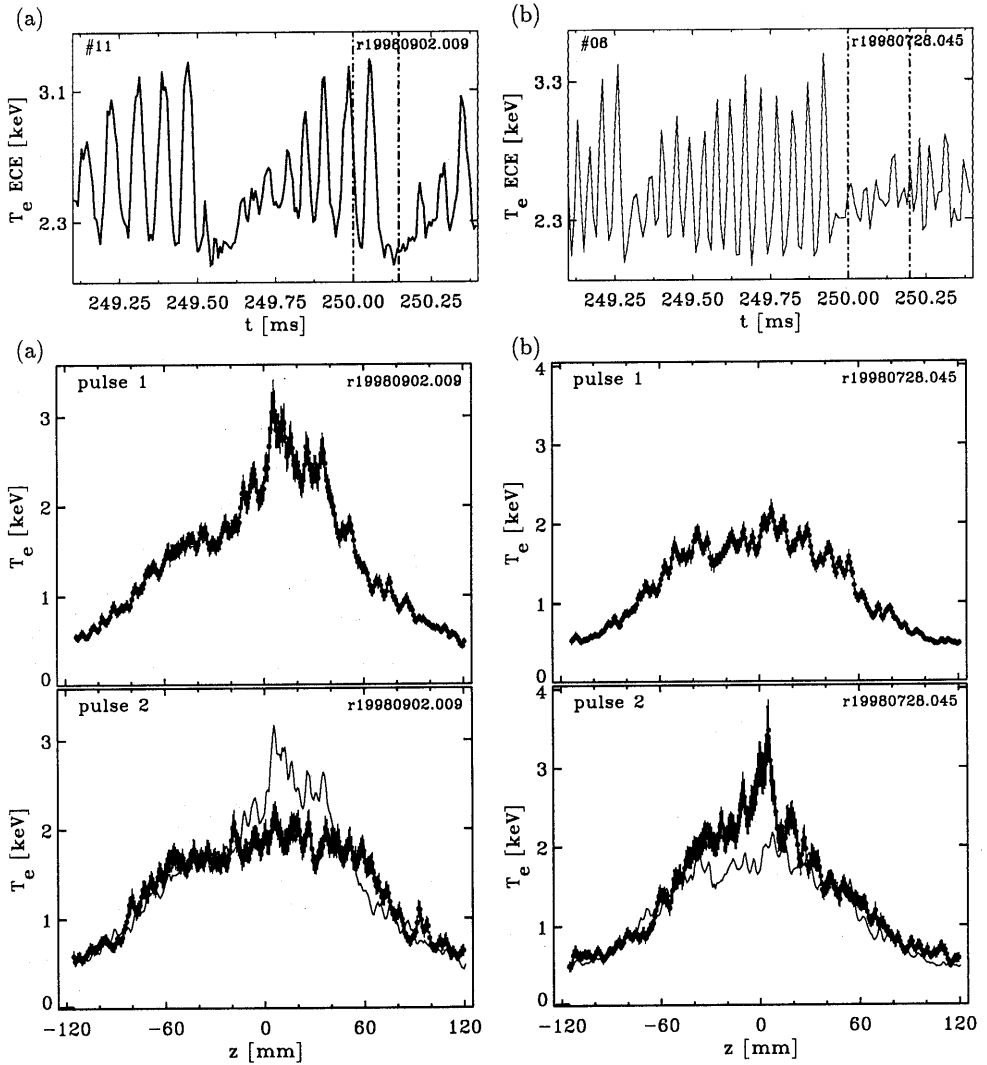 (a)
#11
r19980902.009
3.1
2.3
T_e ECE [keV]
249.25 249.50 249.75 250.00 250.25
t [ms]
(b)
#08
r19980728.045
3.3
2.3
T_e ECE [keV]
249.25 249.50 249.75 250.00 250.25
t [ms]
(a)
pulse 1
r19980902.009
3
2
1
0
T_e [keV]
pulse 2
r19980902.009
3
2
1
0
T_e [keV]
-120 -60 0 60 120
z [mm]
(b)
pulse 1
r19980728.045
4
3
2
1
0
T_e [keV]
pulse 2
r19980728.045
4
3
2
1
0
T_e [keV]
-120 -60 0 60 120
z [mm]